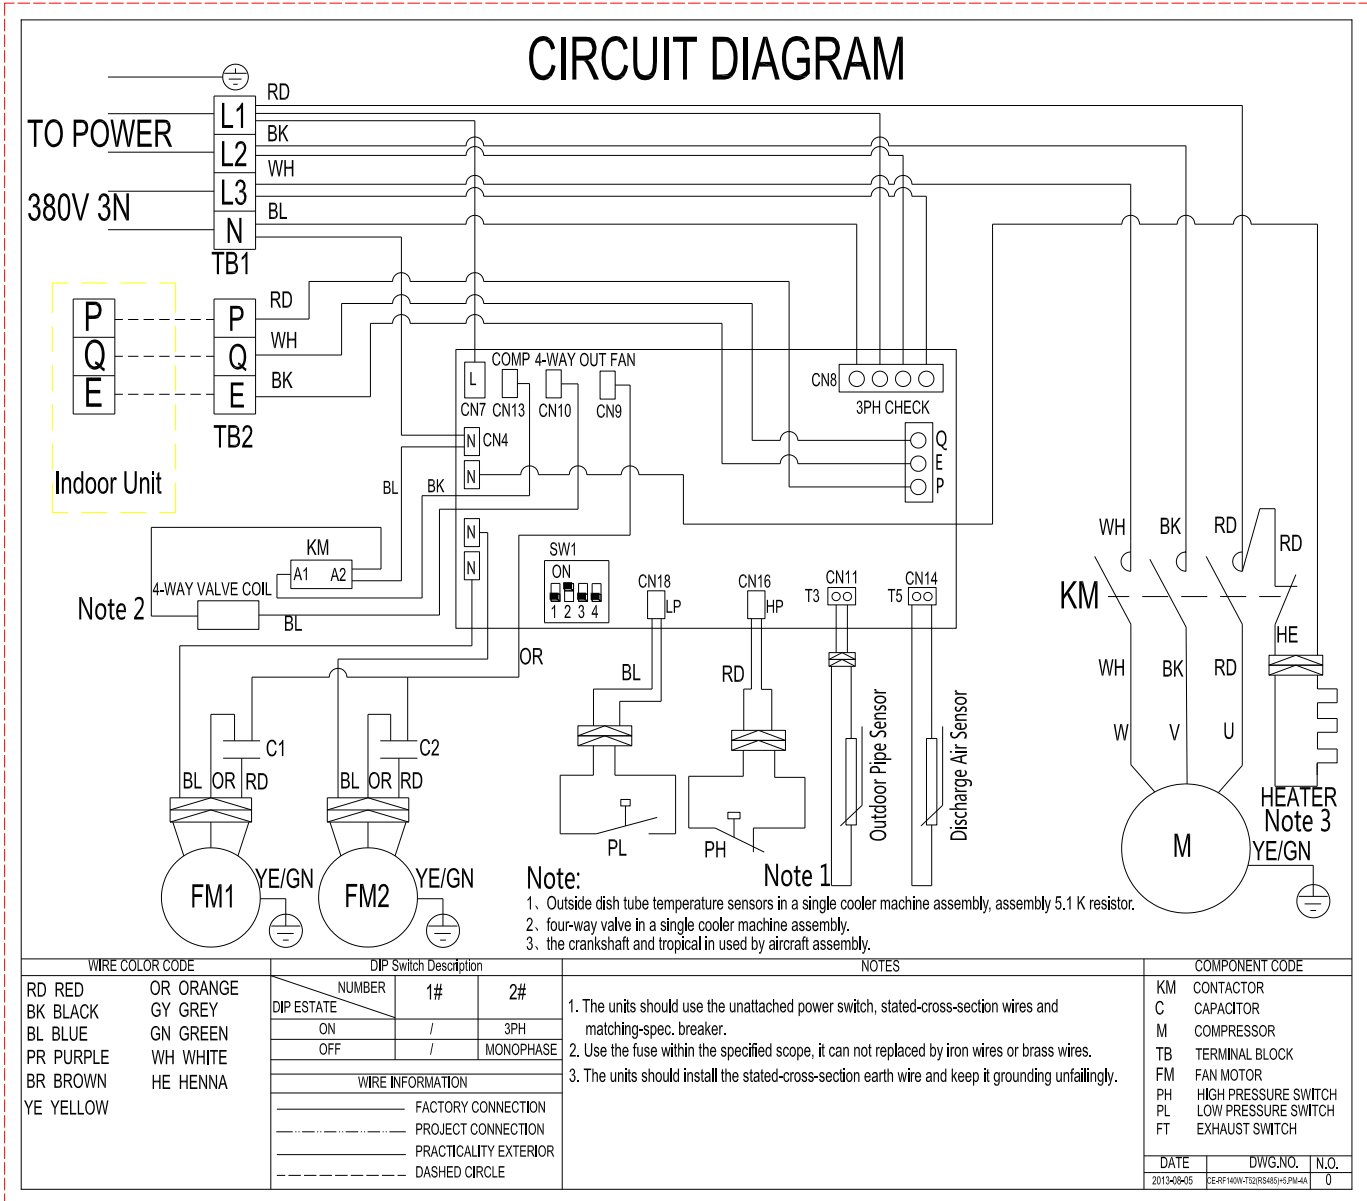 CIRCUIT DIAGRAM
TO POWER
380V 3N
L1
L2
L3
N
TB1
RD
BK
WH
BL
P
Q
E
Indoor Unit
P
Q
E
TB2
RD
WH
BK
COMP 4-WAY OUT FAN
L
CN7
CN13
CN10
CN9
CN8
3PH CHECK
N
CN4
N
N
N
Q
E
P
BL
BK
KM
A1 A2
4-WAY VALVE COIL
Note 2
BL
OR
SW1
ON
1 2 3 4
CN18
LP
CN16
HP
CN11
T3
CN14
T5
WH
BK
RD
RD
KM
HE
WH
BK
RD
W
V
U
M
HEATER
Note 3
YE/GN
BL
RD
PL
PH
Outdoor Pipe Sensor
Discharge Air Sensor
Note 1
C1
C2
BL OR RD
BL OR RD
FM1
YE/GN
FM2
YE/GN
Note:
1、Outside dish tube temperature sensors in a single cooler machine assembly, assembly 5.1 K resistor.
2、four-way valve in a single cooler machine assembly.
3、the crankshaft and tropical in used by aircraft assembly.
WIRE COLOR CODE
RD RED
OR ORANGE
BK BLACK
GY GREY
BL BLUE
GN GREEN
PR PURPLE
WH WHITE
BR BROWN
HE HENNA
YE YELLOW
DIP Switch Description
NUMBER
DIP ESTATE
1#
2#
ON / 3PH
OFF / MONOPHASE
WIRE INFORMATION
FACTORY CONNECTION
PROJECT CONNECTION
PRACTICALITY EXTERIOR
DASHED CIRCLE
NOTES
1. The units should use the unattached power switch, stated-cross-section wires and
matching-spec. breaker.
2. Use the fuse within the specified scope, it can not replaced by iron wires or brass wires.
3. The units should install the stated-cross-section earth wire and keep it grounding unfailingly.
COMPONENT CODE
KM CONTACTOR
C CAPACITOR
M COMPRESSOR
TB TERMINAL BLOCK
FM FAN MOTOR
PH HIGH PRESSURE SWITCH
PL LOW PRESSURE SWITCH
FT EXHAUST SWITCH
DATE DWG.NO. N.O.
2013-08-05 CE-RF140W-T52(RS485)+5.PM-4A 0